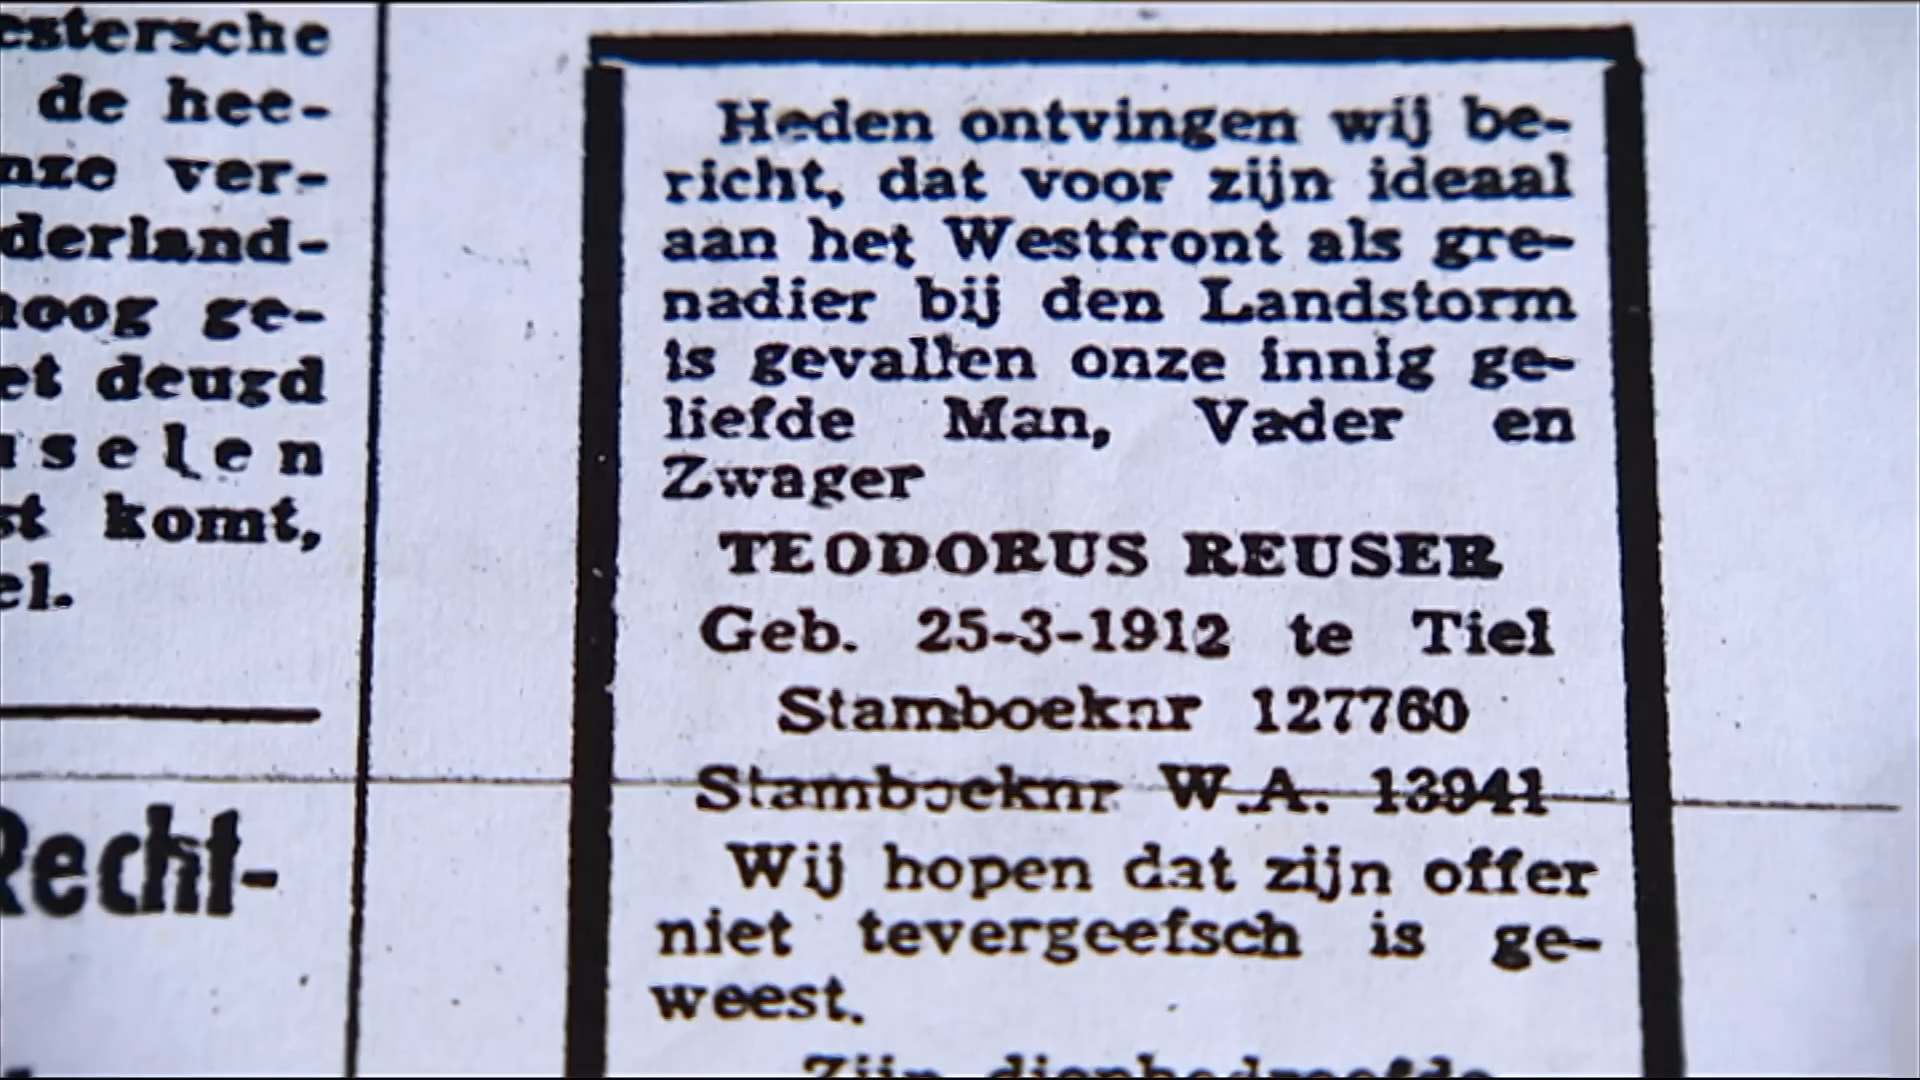 estersche
de hee-
nze ver-
derland-
hoog ge-
et deugd
uselen
st komt,
el.
Recht-
Heden ontvingen wij be-
richt, dat voor zijn ideaal
aan het Westfront als gre-
nadier bij den Landstorm
is gevallen onze innig ge-
liefde Man, Vader en
Zwager
TEODORUS REUSER
Geb. 25-3-1912 te Tiel
Stamboeknr 127760
Stamboeknr W.A. 13941
Wij hopen dat zijn offer
niet tevergeefsch is ge-
weest.
Zijn diepbedroefde